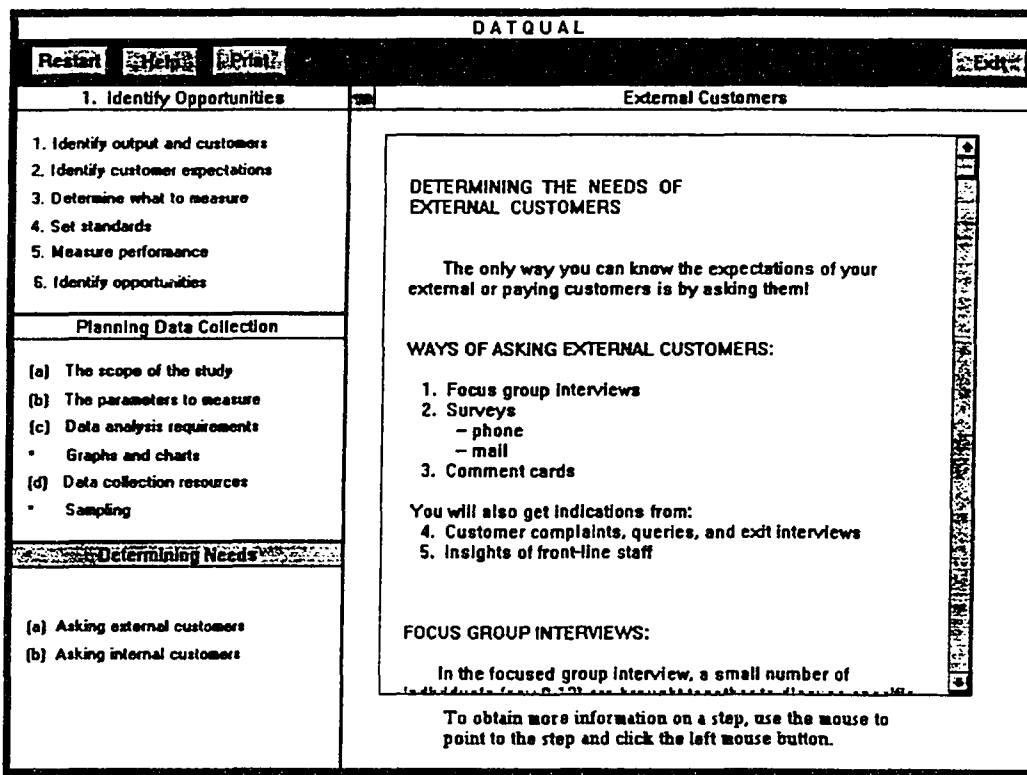 DATQUAL
Restart Help Print Exit
1. Identify Opportunities
1. Identify output and customers
2. Identify customer expectations
3. Determine what to measure
4. Set standards
5. Measure performance
6. Identify opportunities
Planning Data Collection
(a) The scope of the study
(b) The parameters to measure
(c) Data analysis requirements
* Graphs and charts
(d) Data collection resources
* Sampling
Determining Needs
(a) Asking external customers
(b) Asking internal customers
External Customers
DETERMINING THE NEEDS OF
EXTERNAL CUSTOMERS
The only way you can know the expectations of your
external or paying customers is by asking them!
WAYS OF ASKING EXTERNAL CUSTOMERS:
1. Focus group interviews
2. Surveys
– phone
– mail
3. Comment cards
You will also get indications from:
4. Customer complaints, queries, and exit interviews
5. Insights of front-line staff
FOCUS GROUP INTERVIEWS:
In the focused group interview, a small number of
To obtain more information on a step, use the mouse to
point to the step and click the left mouse button.